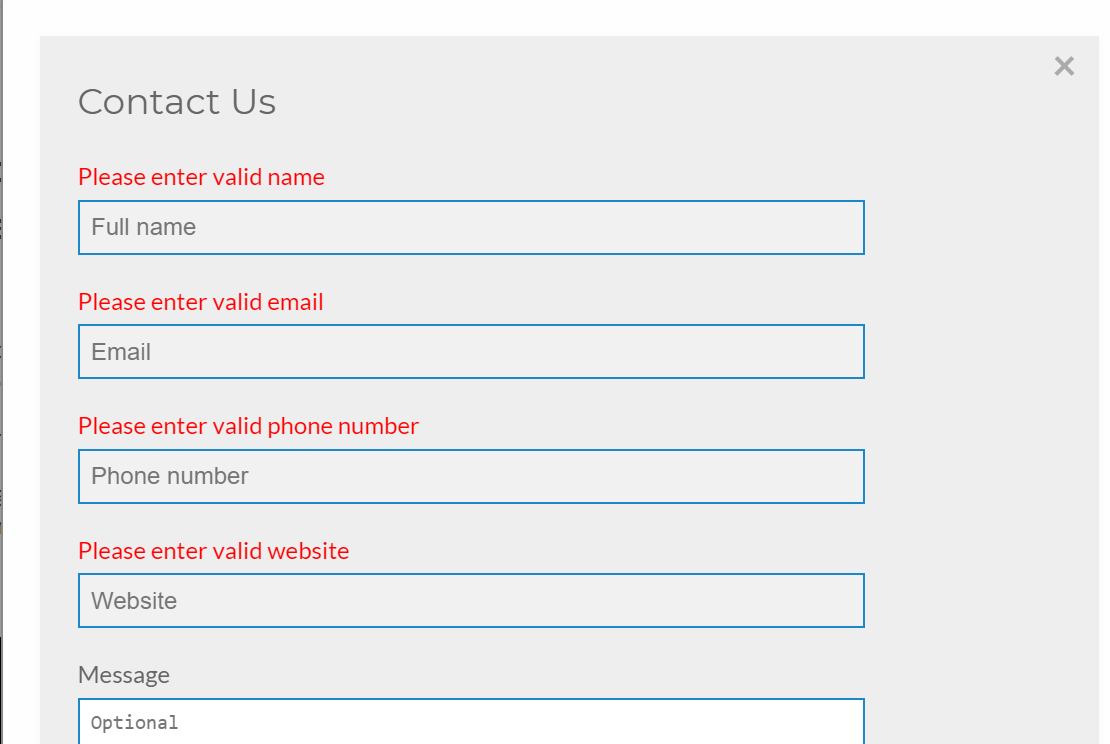 Contact Us
Please enter valid name
Full name
Please enter valid email
Email
Please enter valid phone number
Phone number
Please enter valid website
Website
Message
Optional